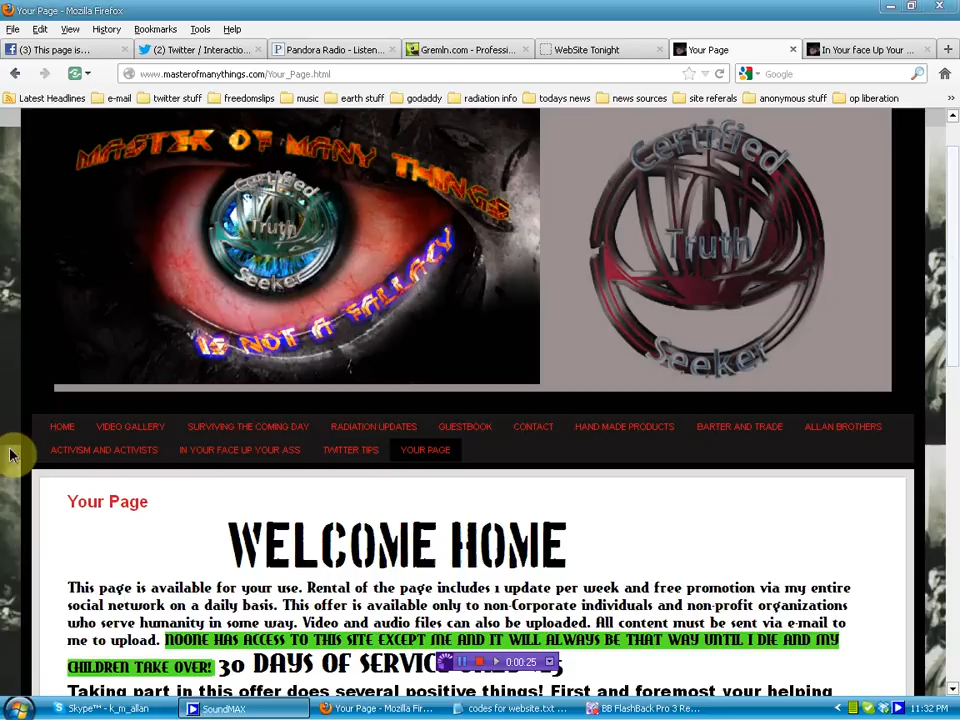 Your Page - Mozilla Firefox
File Edit View History Bookmarks Tools Help
(3) This page is... (2) Twitter / Interactio... Pandora Radio - Listen... Gremln.com - Professi... WebSite Tonight Your Page In Your face Up Your ...
www.masterofmanythings.com/Your_Page.html Google
Latest Headlines e-mail twitter stuff freedomslips music earth stuff godaddy radiation info todays news news sources site referals anonymous stuff op liberation
MASTER OF MANY THINGS
IS NOT A FALLACY
Certified
Truth
Seeker
Certified
Truth
Seeker
HOME VIDEO GALLERY SURVIVING THE COMING DAY RADIATION UPDATES GUESTBOOK CONTACT HAND MADE PRODUCTS BARTER AND TRADE ALLAN BROTHERS
ACTIVISM AND ACTIVISTS IN YOUR FACE UP YOUR ASS TWITTER TIPS YOUR PAGE
Your Page
WELCOME HOME
This page is available for your use. Rental of the page includes 1 update per week and free promotion via my entire
social network on a daily basis. This offer is available only to non-Corporate individuals and non-profit organizations
who serve humanity in some way. Video and audio files can also be uploaded. All content must be sent via e-mail to
me to upload. NOONE HAS ACCESS TO THIS SITE EXCEPT ME AND IT WILL ALWAYS BE THAT WAY UNTIL I DIE AND MY
CHILDREN TAKE OVER! 30 DAYS OF SERVIC
0:00:25
Taking part in this offer does several positive things! First and foremost your helping
Skype™ - k_m_allan SoundMAX Your Page - Mozilla Fir... codes for website.txt ... BB FlashBack Pro 3 Re... 11:32 PM